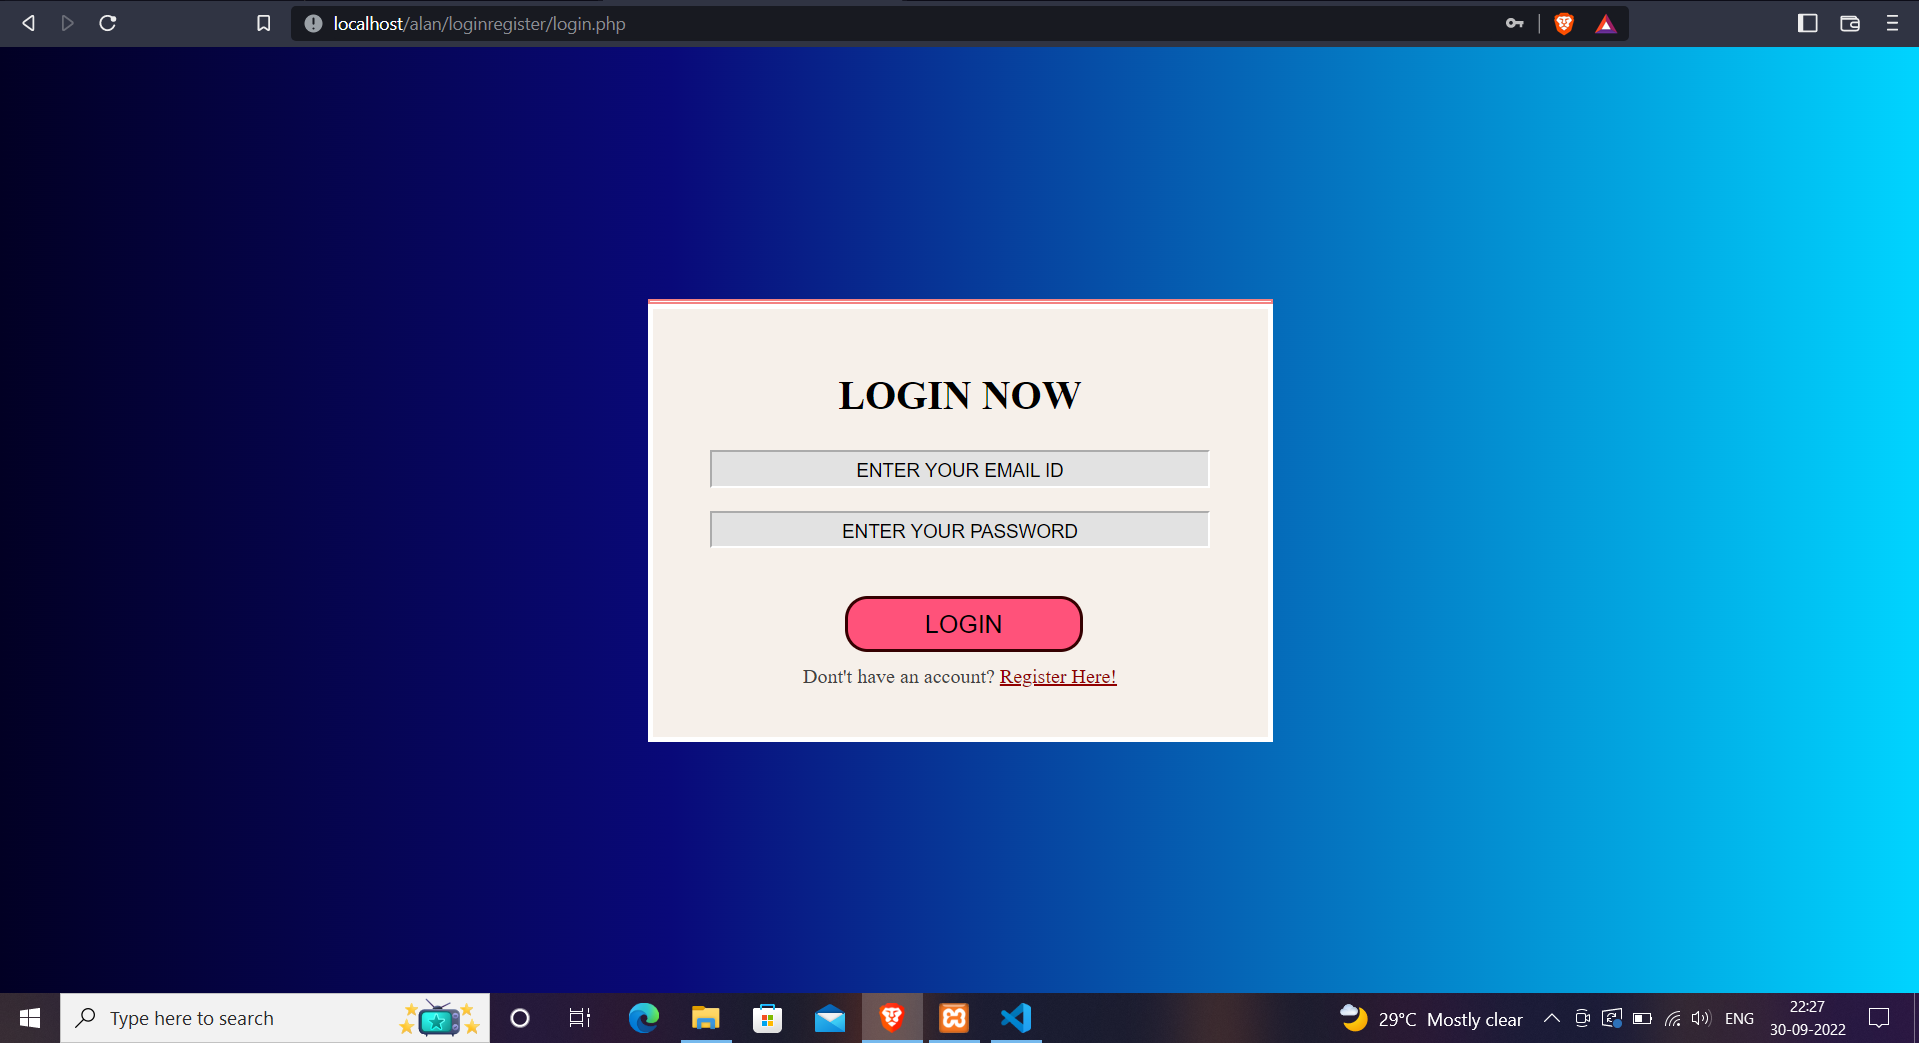 localhost/alan/loginregister/login.php
LOGIN NOW
ENTER YOUR EMAIL ID
ENTER YOUR PASSWORD
LOGIN
Dont't have an account? Register Here!
Type here to search
29°C Mostly clear
ENG
22:27
30-09-2022